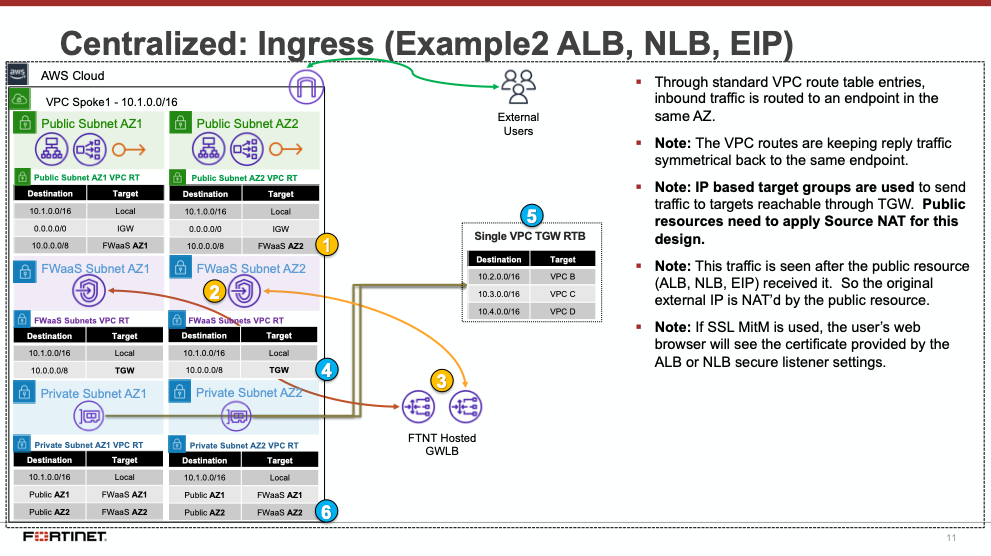 Centralized: Ingress (Example2 ALB, NLB, EIP)
aws
AWS Cloud
VPC Spoke1 - 10.1.0.0/16
Public Subnet AZ1
Public Subnet AZ2
Public Subnet AZ1 VPC RT
Destination Target
10.1.0.0/16 Local
0.0.0.0/0 IGW
10.0.0.0/8 FWaaS AZ1
Public Subnet AZ2 VPC RT
Destination Target
10.1.0.0/16 Local
0.0.0.0/0 IGW
10.0.0.0/8 FWaaS AZ2
1
FWaaS Subnet AZ1
FWaaS Subnet AZ2
2
FWaaS Subnets VPC RT
Destination Target
10.1.0.0/16 Local
10.0.0.0/8 TGW
FWaaS Subnets VPC RT
Destination Target
10.1.0.0/16 Local
10.0.0.0/8 TGW
4
Private Subnet AZ1
Private Subnet AZ2
Private Subnet AZ1 VPC RT
Destination Target
10.1.0.0/16 Local
Public AZ1 FWaaS AZ1
Public AZ2 FWaaS AZ2
Private Subnet AZ2 VPC RT
Destination Target
10.1.0.0/16 Local
Public AZ1 FWaaS AZ1
Public AZ2 FWaaS AZ2
6
External
Users
5
Single VPC TGW RTB
Destination Target
10.2.0.0/16 VPC B
10.3.0.0/16 VPC C
10.4.0.0/16 VPC D
3
FTNT Hosted
GWLB
Through standard VPC route table entries,
inbound traffic is routed to an endpoint in the
same AZ.
Note: The VPC routes are keeping reply traffic
symmetrical back to the same endpoint.
Note: IP based target groups are used to send
traffic to targets reachable through TGW. Public
resources need to apply Source NAT for this
design.
Note: This traffic is seen after the public resource
(ALB, NLB, EIP) received it. So the original
external IP is NAT’d by the public resource.
Note: If SSL MitM is used, the user’s web
browser will see the certificate provided by the
ALB or NLB secure listener settings.
FORTINET
11